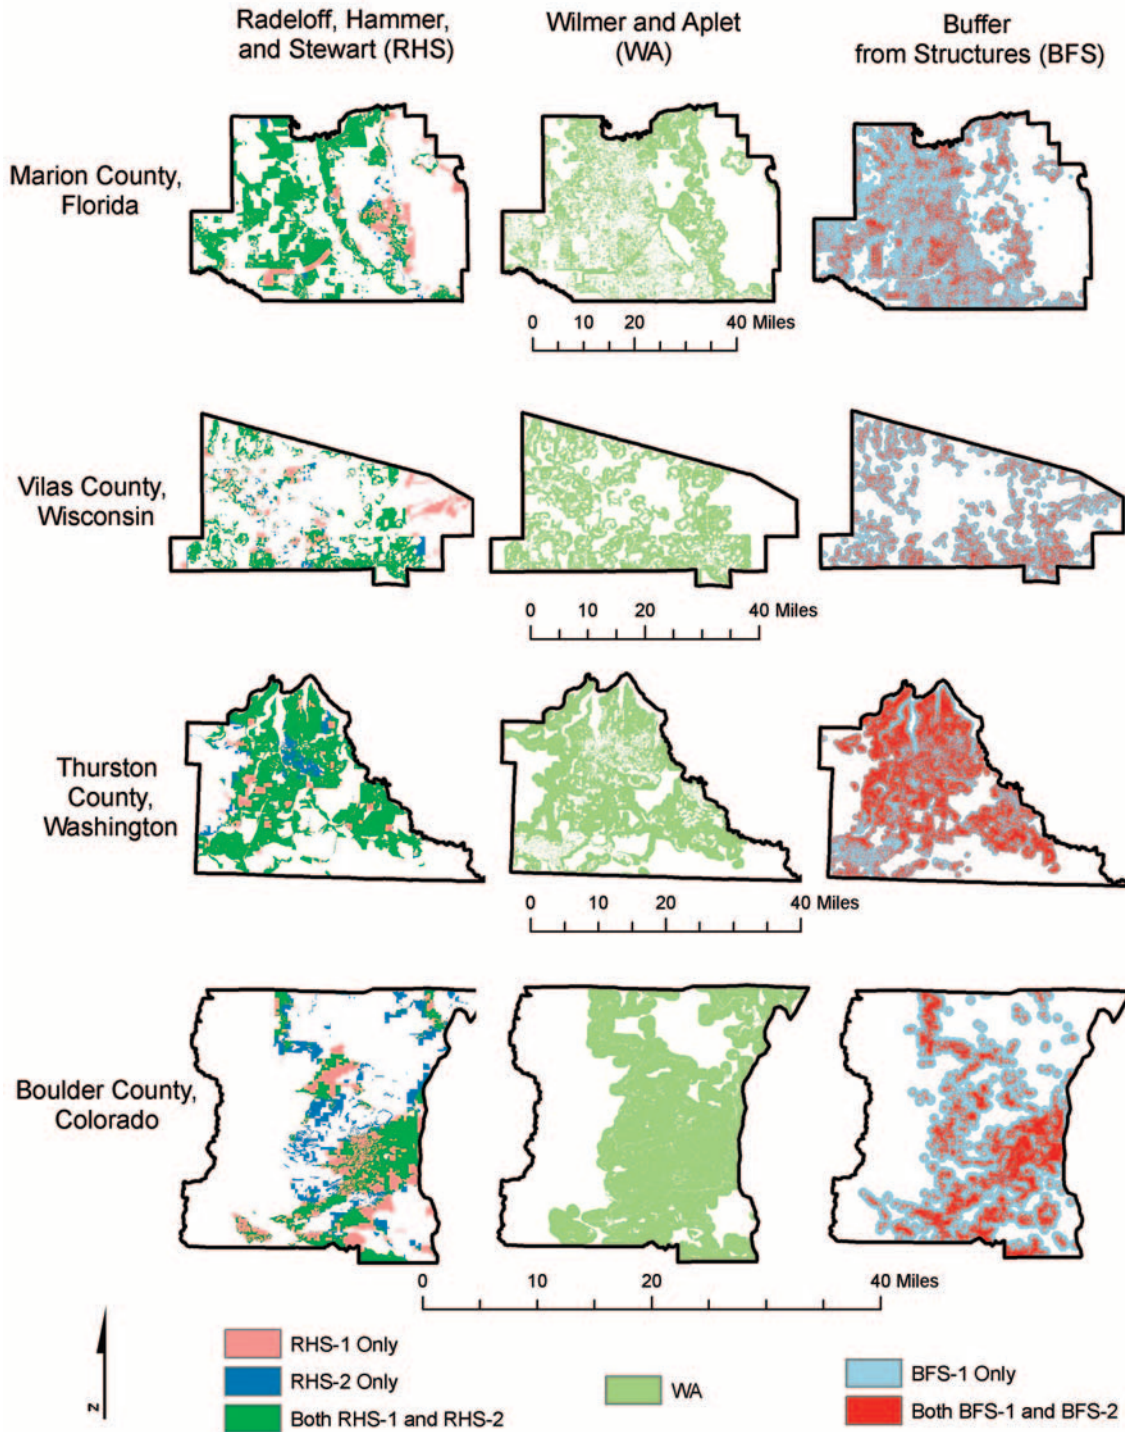 Radeloff, Hammer,
and Stewart (RHS)
Wilmer and Aplet
(WA)
Buffer
from Structures (BFS)
Marion County,
Florida
0 10 20 40 Miles
Vilas County,
Wisconsin
0 10 20 40 Miles
Thurston
County,
Washington
0 10 20 40 Miles
Boulder County,
Colorado
0 10 20 40 Miles
N
RHS-1 Only
RHS-2 Only
Both RHS-1 and RHS-2
WA
BFS-1 Only
Both BFS-1 and BFS-2